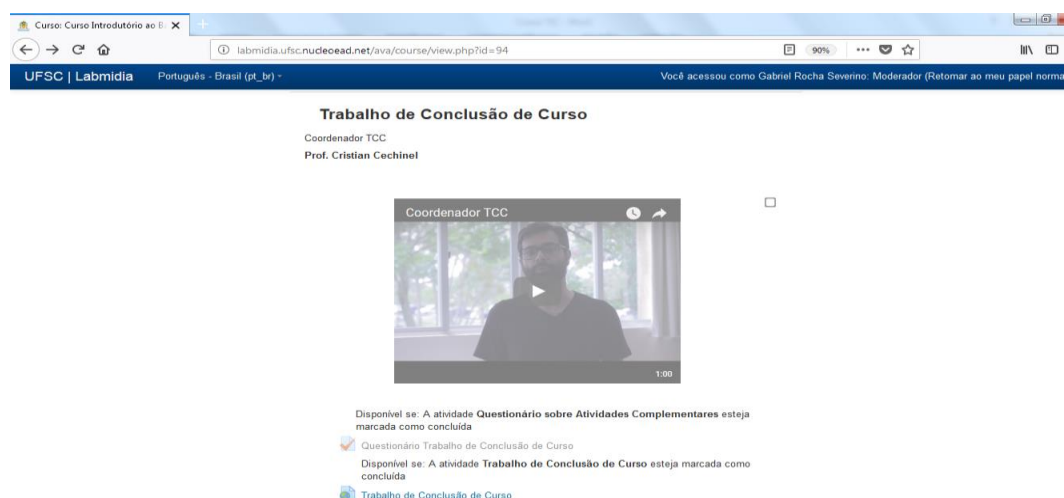 Curso: Curso Introdutório ao B
labmidia.ufsc.nucleoead.net/ava/course/view.php?id=94
90%
UFSC | Labmidia
Português - Brasil (pt_br)
Você acessou como Gabriel Rocha Severino: Moderador (Retomar ao meu papel norma
Trabalho de Conclusão de Curso
Coordenador TCC
Prof. Cristian Cechinel
Coordenador TCC
1:00
Disponível se: A atividade Questionário sobre Atividades Complementares esteja
marcada como concluída
Questionário Trabalho de Conclusão de Curso
Disponível se: A atividade Trabalho de Conclusão de Curso esteja marcada como
concluída
Trabalho de Conclusão de Curso